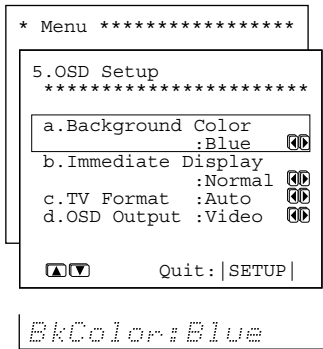 * Menu *****************
5.OSD Setup
***********************
a.Background Color
:Blue
b.Immediate Display
:Normal
c.TV Format :Auto
d.OSD Output :Video
Quit:|SETUP|
BkColor:Blue